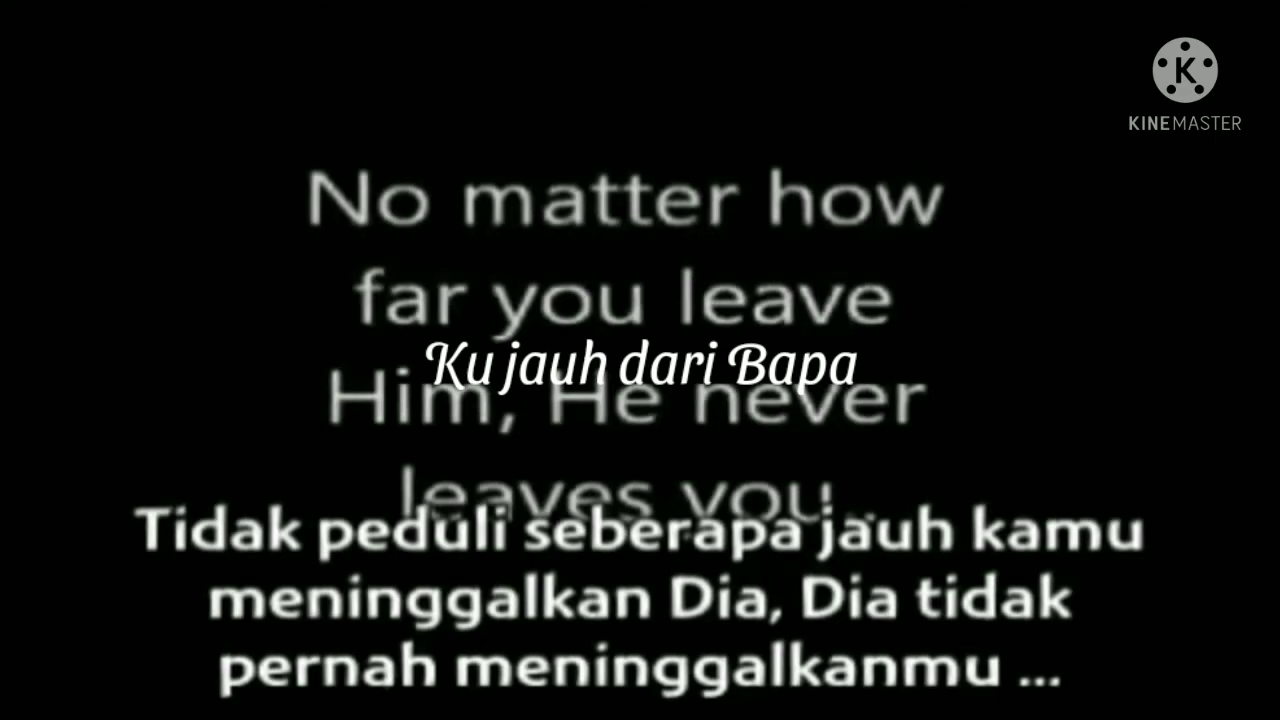 KINEMASTER
No matter how
far you leave
Ku jauh dari Bapa
Him, He never
leaves you..
Tidak peduli seberapa jauh kamu
meninggalkan Dia, Dia tidak
pernah meninggalkanmu ...